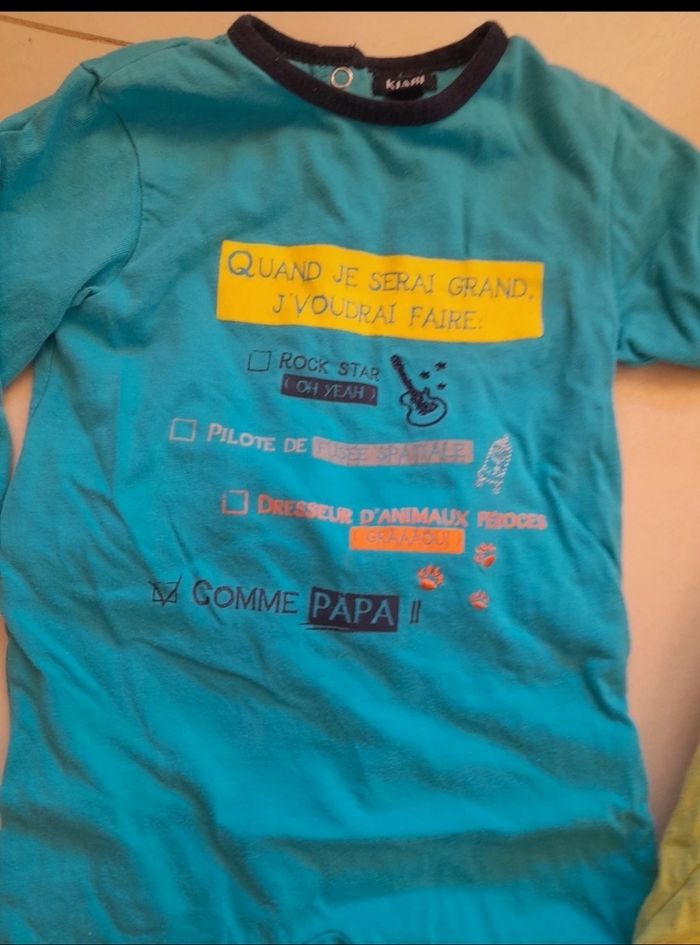 KIABI
QUAND JE SERAI GRAND,
J'VOUDRAI FAIRE:
ROCK STAR
( OH YEAH )
PILOTE DE FUSÉE SPATIALE
DRESSEUR D'ANIMAUX FÉROCES
( GRAAAOU! )
COMME PAPA !!